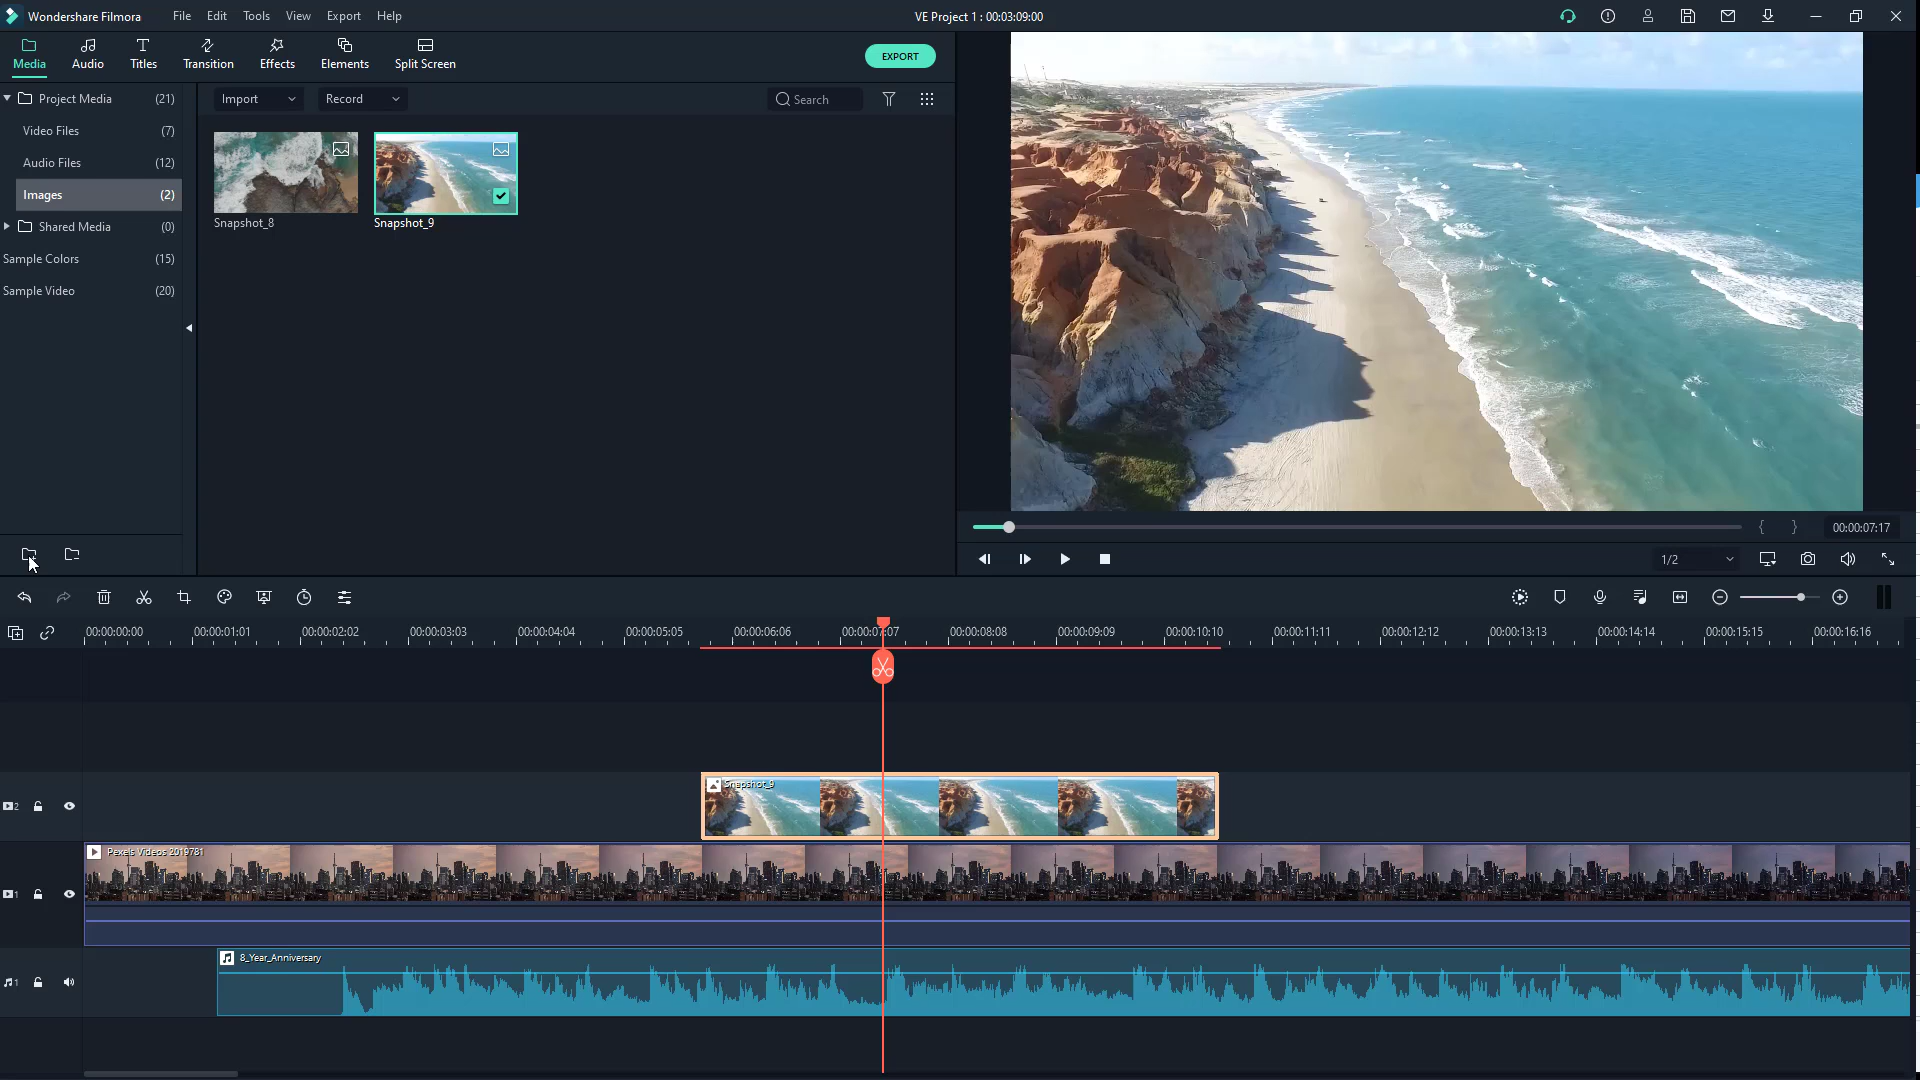 Wondershare Filmora File Edit Tools View Export Help VE Project 1 : 00:03:09:00
Media Audio Titles Transition Effects Elements Split Screen EXPORT
Project Media (21)
Video Files (7)
Audio Files (12)
Images (2)
Shared Media (0)
Sample Colors (15)
Sample Video (20)
Import Record Search
Snapshot_8 Snapshot_9
{ } 00:00:07:17
1/2
00:00:00:00 00:00:01:01 00:00:02:02 00:00:03:03 00:00:04:04 00:00:05:05 00:00:06:06 00:00:07:07 00:00:08:08 00:00:09:09 00:00:10:10 00:00:11:11 00:00:12:12 00:00:13:13 00:00:14:14 00:00:15:15 00:00:16:16
Snapshot_9
2
Pexels Videos 2019781
1
8_Year_Anniversary
1